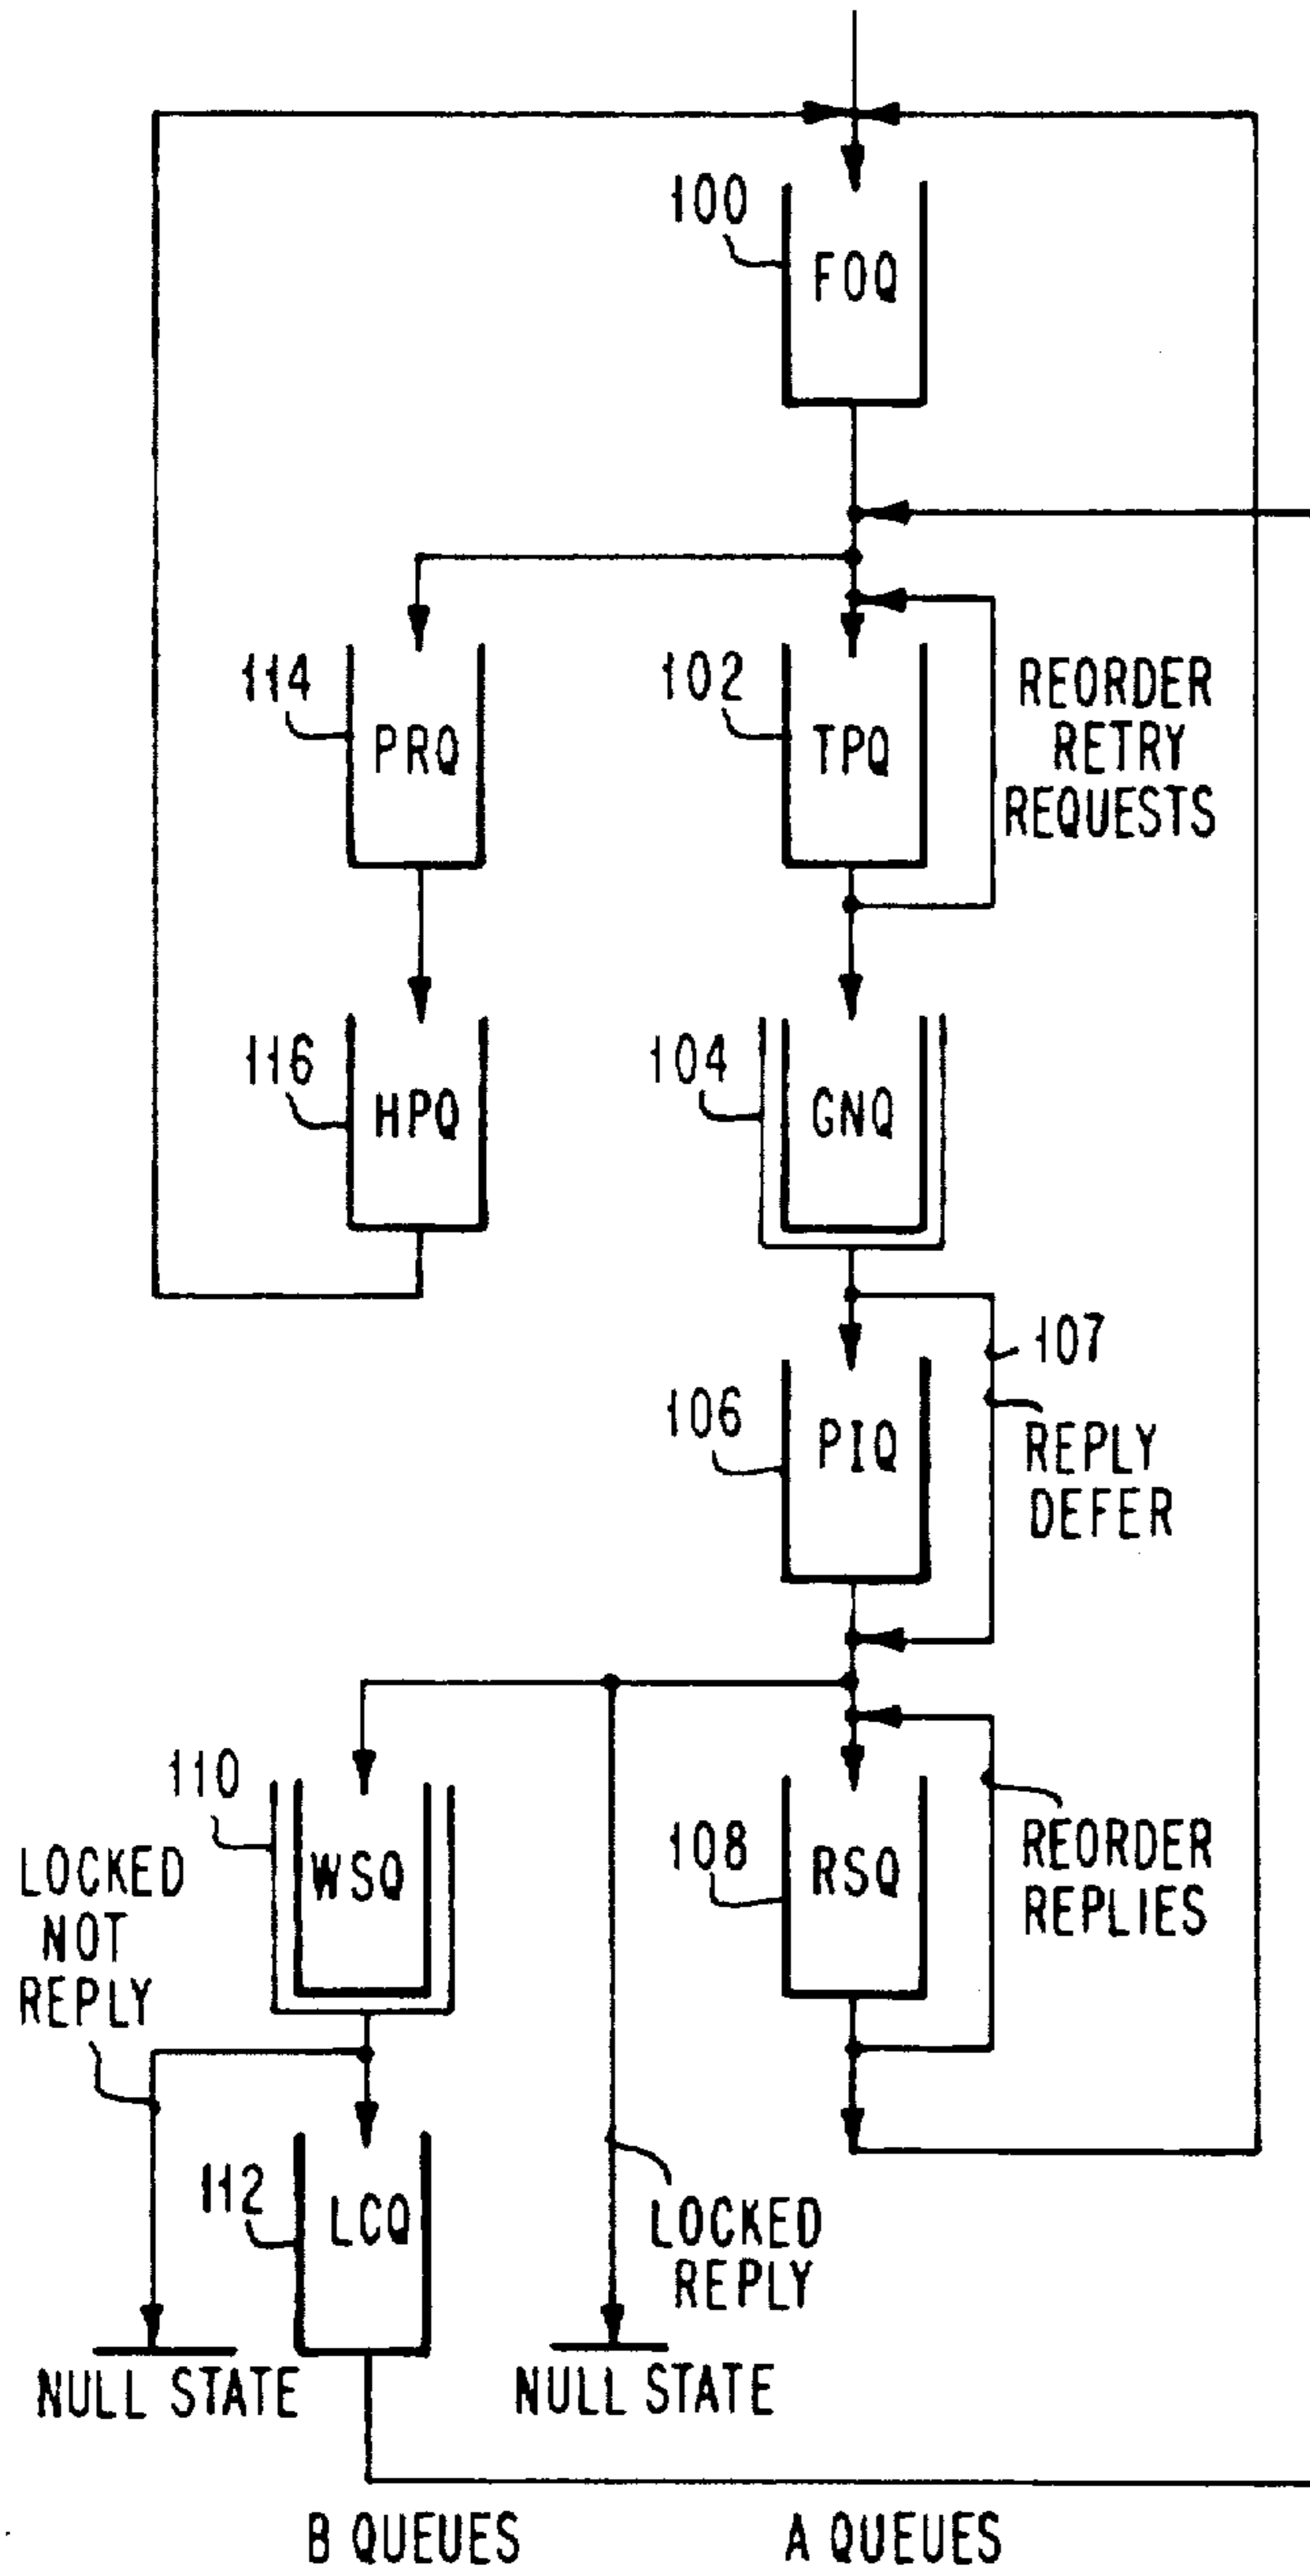 100
FOQ
114
PRQ
102
TPQ
REORDER
RETRY
REQUESTS
116
HPQ
104
GNQ
107
106
PIQ
REPLY
DEFER
110
WSQ
108
RSQ
REORDER
REPLIES
LOCKED
NOT
REPLY
112
LCQ
LOCKED
REPLY
NULL STATE
NULL STATE
B QUEUES
A QUEUES